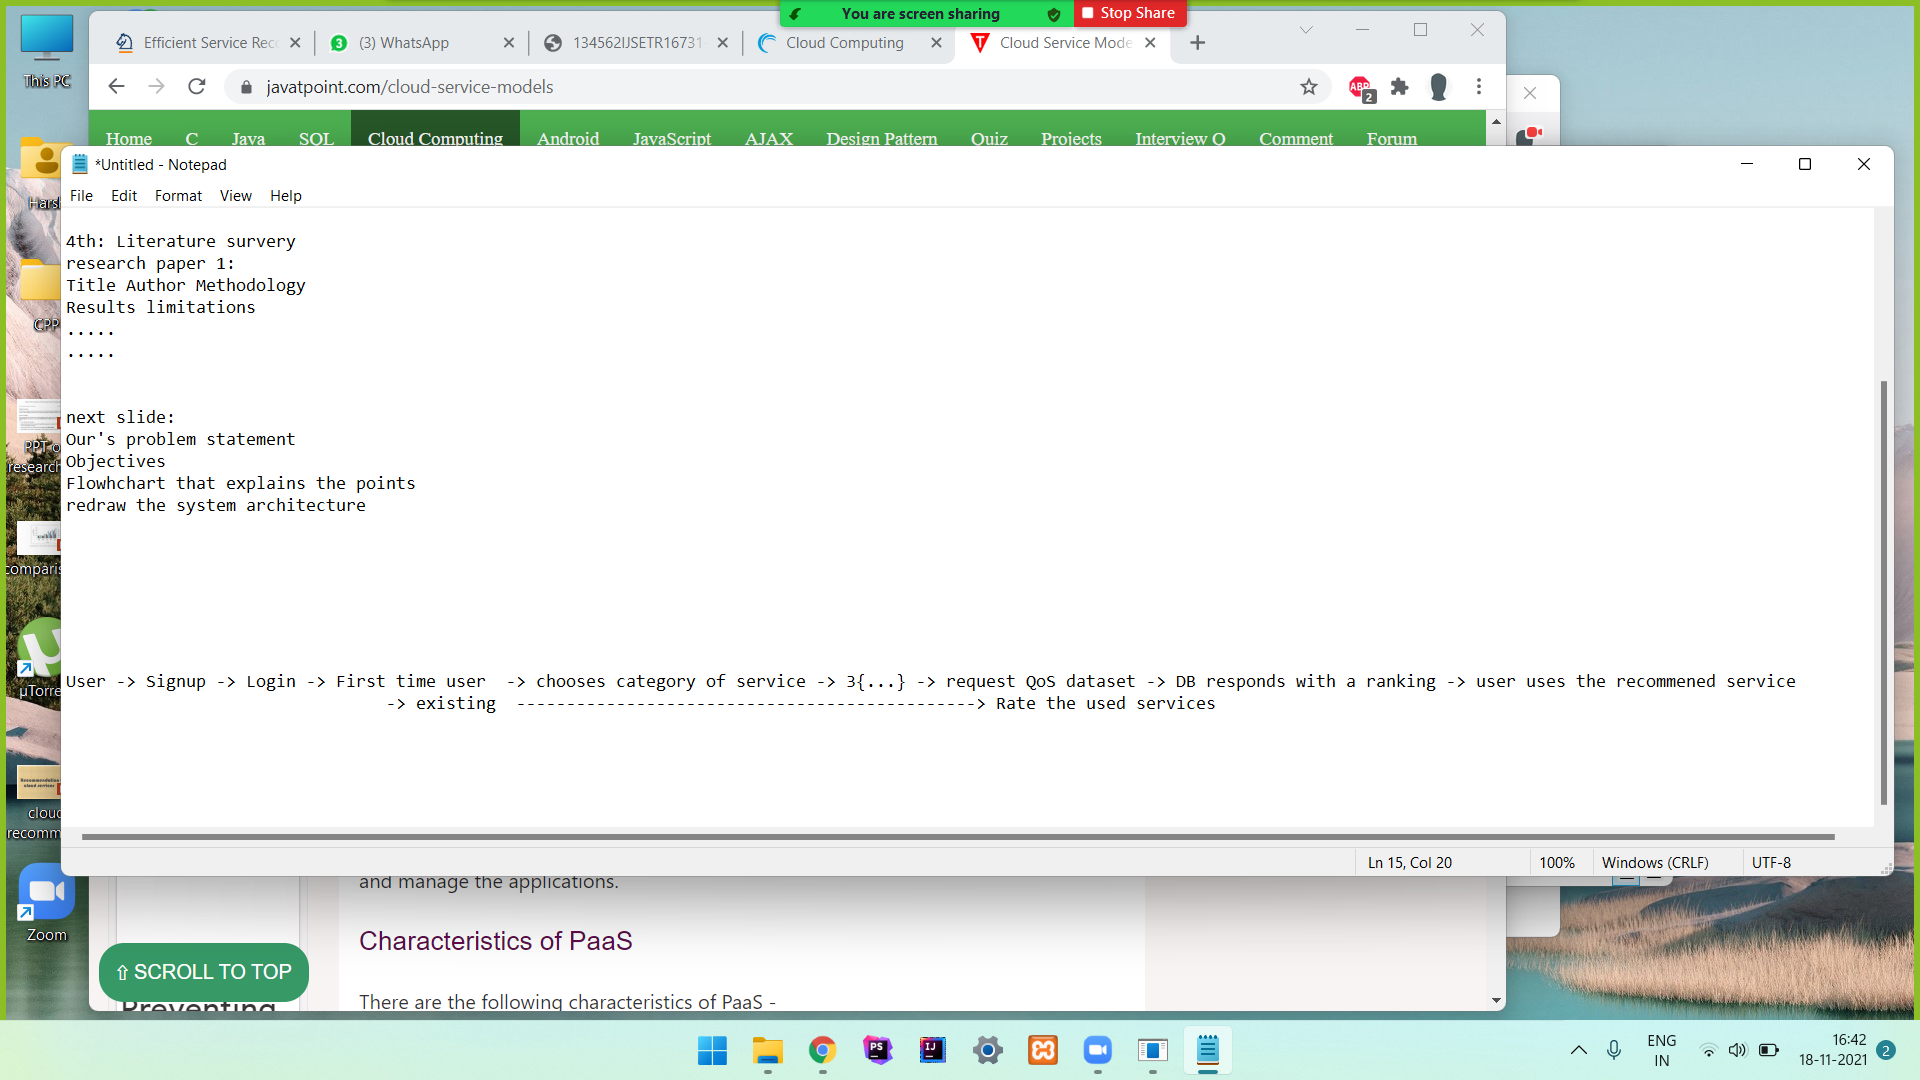 You are screen sharing
Stop Share
This PC
Efficient Service Rec
3
(3) WhatsApp
134562IJSETR16731
Cloud Computing
T
Cloud Service Mode
javatpoint.com/cloud-service-models
ABP
2
Home C Java SQL Cloud Computing Android JavaScript AJAX Design Pattern Quiz Projects Interview Q Comment Forum
*Untitled - Notepad
File Edit Format View Help
4th: Literature survery
research paper 1:
Title Author Methodology
Results limitations
.....
.....
next slide:
Our's problem statement
Objectives
Flowhchart that explains the points
redraw the system architecture
User -> Signup -> Login -> First time user  -> chooses category of service -> 3{...} -> request QoS dataset -> DB responds with a ranking -> user uses the recommened service
-> existing  ----------------------------------------------> Rate the used services
Ln 15, Col 20
100%
Windows (CRLF)
UTF-8
Harsh
CPP
PPT o
research
comparis
µTorre
cloud
recomm
Zoom
and manage the applications.
Characteristics of PaaS
There are the following characteristics of PaaS -
⇧ SCROLL TO TOP
Preventing
PS
IJ
ENG
IN
16:42
18-11-2021
2